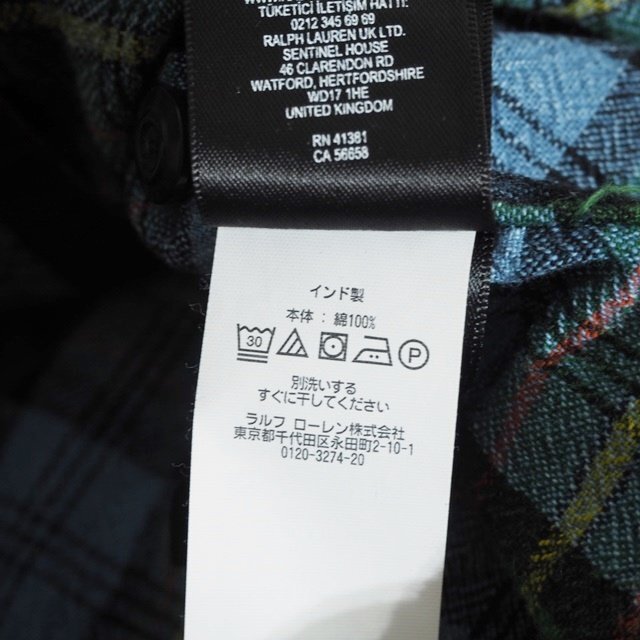 TÜKETİCİ İLETİŞİM HATTI:
0212 345 69 69
RALPH LAUREN UK LTD.
SENTINEL HOUSE
46 CLARENDON RD
WATFORD, HERTFORDSHIRE
WD17 1HE
UNITED KINGDOM
RN 41381
CA 56658
インド製
本体 : 綿100%
30 P
別洗いする
すぐに干してください
ラルフ ローレン株式会社
東京都千代田区永田町2-10-1
0120-3274-20